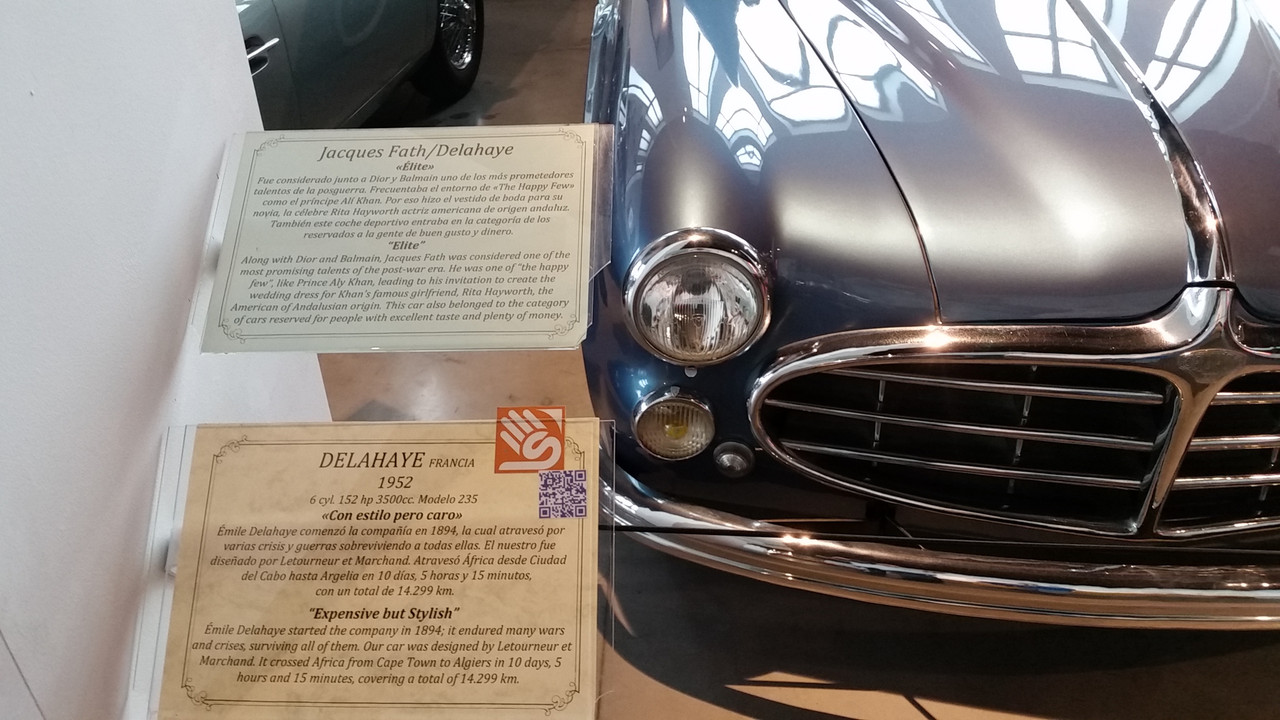 Jacques Fath/Delahaye
«Élite»
Fue considerado junto a Dior y Balmain uno de los más prometedores
talentos de la posguerra. Frecuentaba el entorno de «The Happy Few»
como el príncipe Alí Khan. Por eso hizo el vestido de boda para su
novia, la célebre Rita Hayworth actriz americana de origen andaluz.
También este coche deportivo entraba en la categoría de los
reservados a la gente de buen gusto y dinero.
"Elite"
Along with Dior and Balmain, Jacques Fath was considered one of the
most promising talents of the post-war era. He was one of "the happy
few", like Prince Aly Khan, leading to his invitation to create the
wedding dress for Khan's famous girlfriend, Rita Hayworth, the
American of Andalusian origin. This car also belonged to the category
of cars reserved for people with excellent taste and plenty of money.
DELAHAYE FRANCIA
1952
6 cyl. 152 hp 3500cc. Modelo 235
«Con estilo pero caro»
Émile Delahaye comenzó la compañía en 1894, la cual atravesó por
varias crisis y guerras sobreviviendo a todas ellas. El nuestro fue
diseñado por Letourneur et Marchand. Atravesó África desde Ciudad
del Cabo hasta Argelia en 10 días, 5 horas y 15 minutos,
con un total de 14.299 km.
"Expensive but Stylish"
Émile Delahaye started the company in 1894; it endured many wars
and crises, surviving all of them. Our car was designed by Letourneur et
Marchand. It crossed Africa from Cape Town to Algiers in 10 days, 5
hours and 15 minutes, covering a total of 14.299 km.